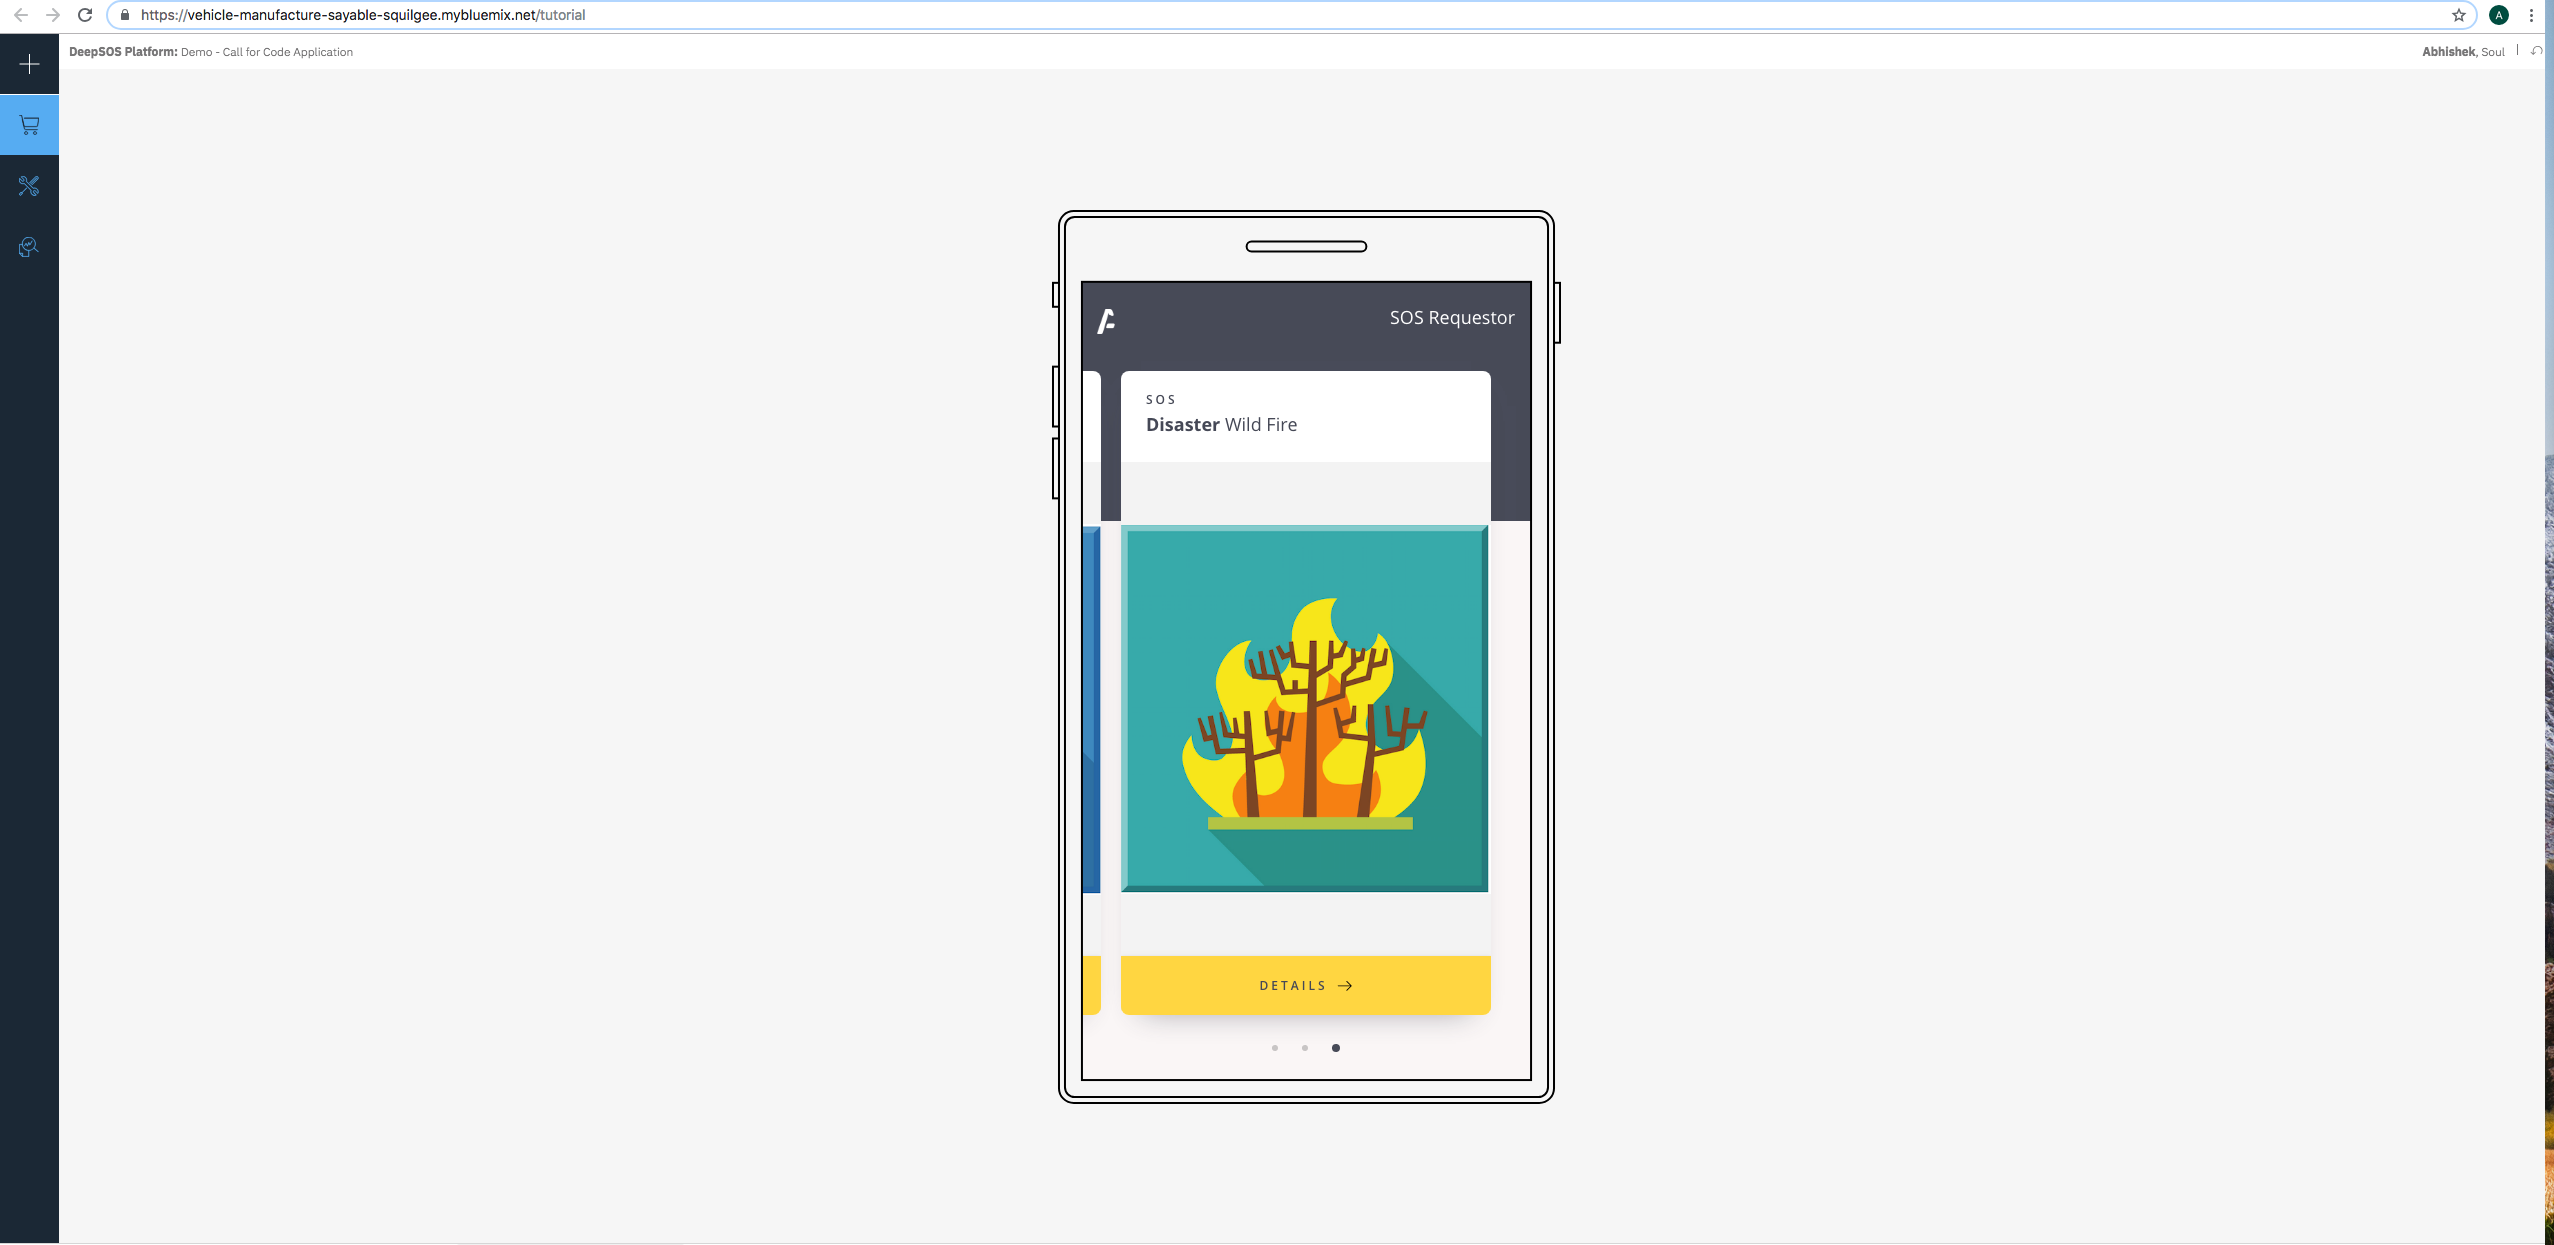 https://vehicle-manufacture-sayable-squilgee.mybluemix.net/tutorial
A
DeepSOS Platform: Demo - Call for Code Application
Abhishek, Soul
SOS Requestor
SOS
Disaster Wild Fire
DETAILS →